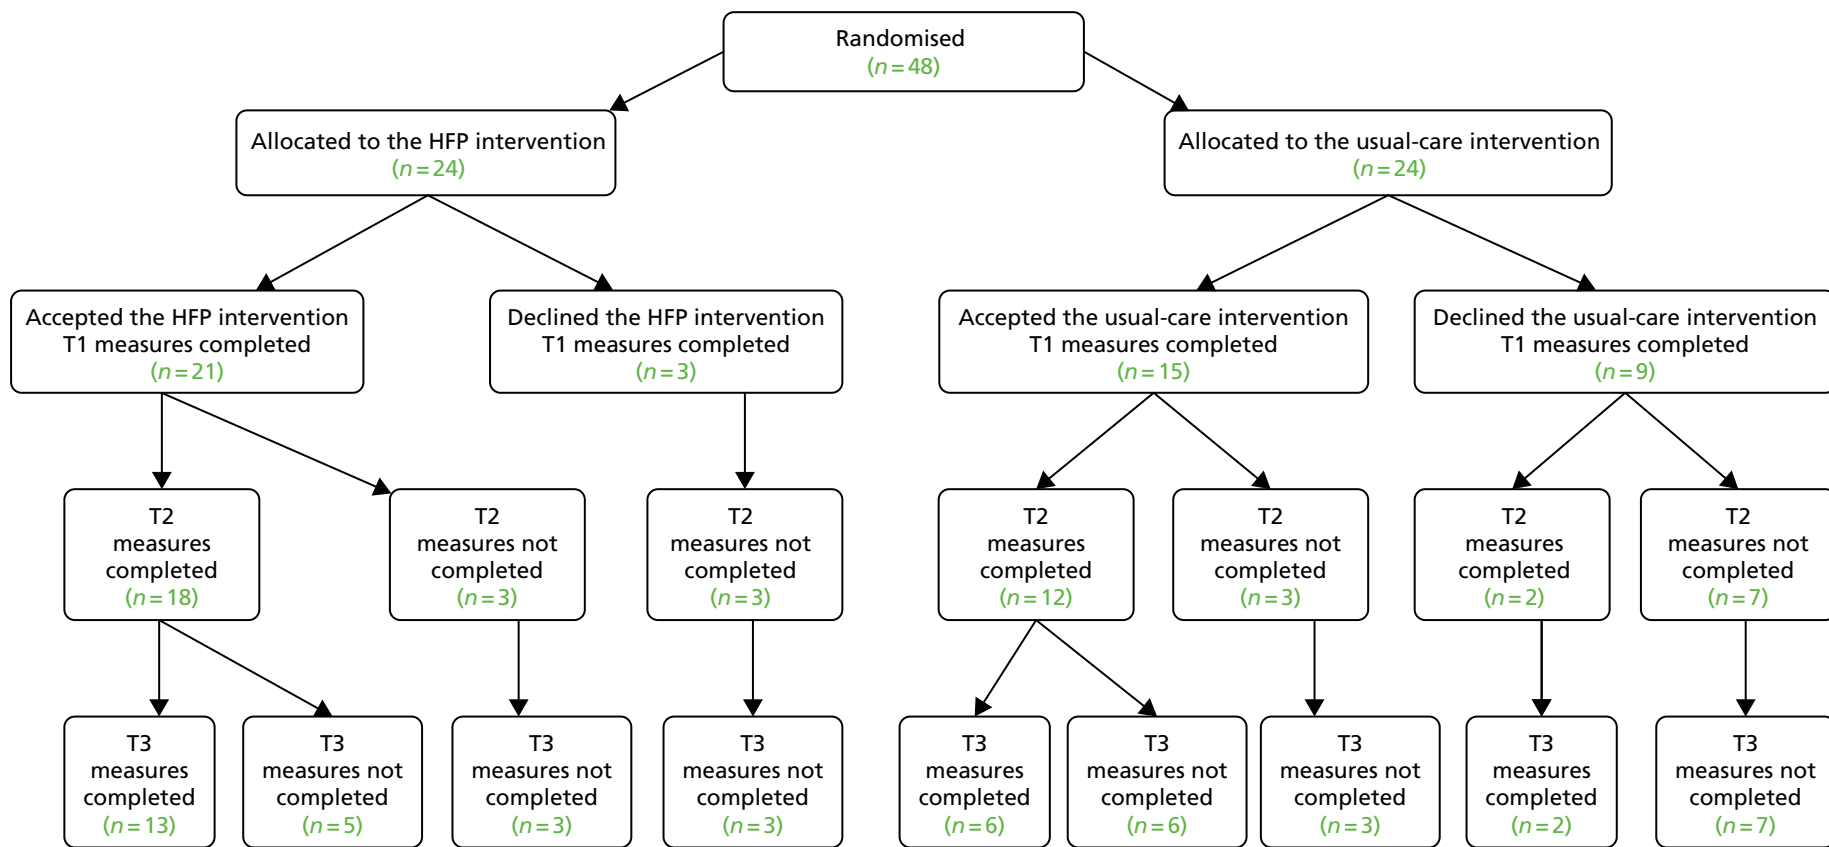 Randomised
(n=48)
Allocated to the HFP intervention
(n=24)
Allocated to the usual-care intervention
(n=24)
Accepted the HFP intervention
T1 measures completed
(n=21)
Declined the HFP intervention
T1 measures completed
(n=3)
Accepted the usual-care intervention
T1 measures completed
(n=15)
Declined the usual-care intervention
T1 measures completed
(n=9)
T2
measures
completed
(n=18)
T2
measures not
completed
(n=3)
T2
measures not
completed
(n=3)
T2
measures
completed
(n=12)
T2
measures not
completed
(n=3)
T2
measures
completed
(n=2)
T2
measures not
completed
(n=7)
T3
measures
completed
(n=13)
T3
measures not
completed
(n=5)
T3
measures not
completed
(n=3)
T3
measures not
completed
(n=3)
T3
measures
completed
(n=6)
T3
measures not
completed
(n=6)
T3
measures not
completed
(n=3)
T3
measures
completed
(n=2)
T3
measures not
completed
(n=7)